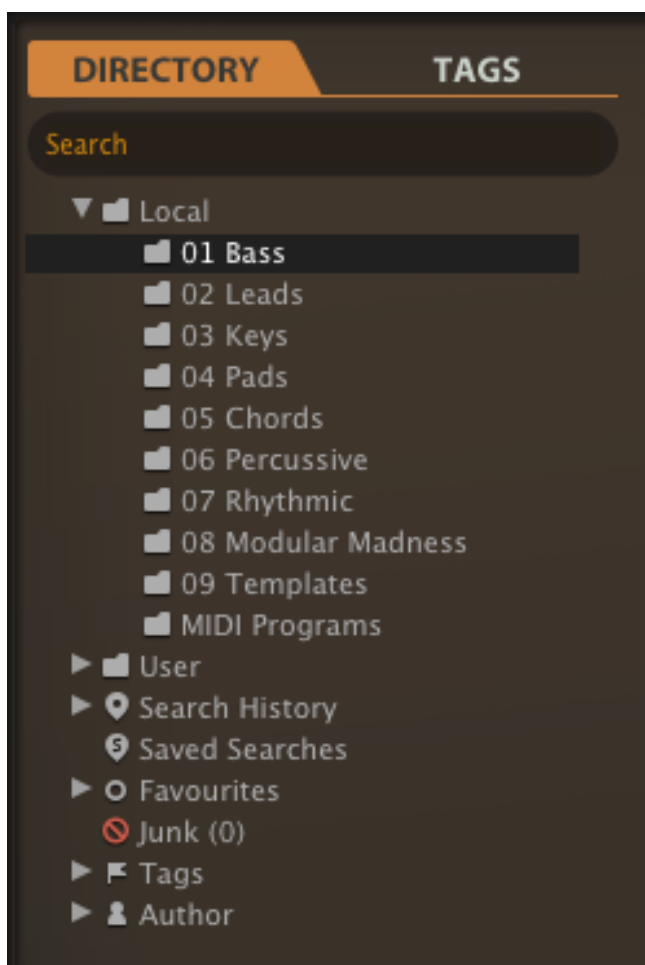 DIRECTORY TAGS
Search
Local
01 Bass
02 Leads
03 Keys
04 Pads
05 Chords
06 Percussive
07 Rhythmic
08 Modular Madness
09 Templates
MIDI Programs
User
Search History
S Saved Searches
Favourites
Junk (0)
Tags
Author